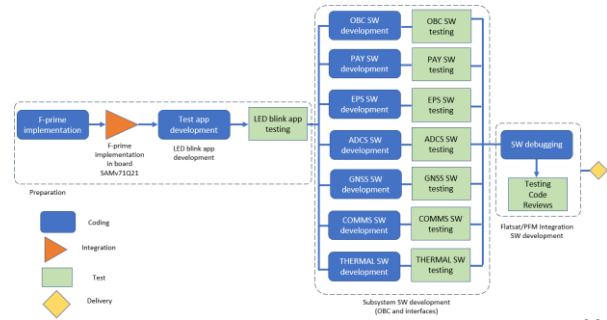 OBC SW
development
OBC SW
testing
PAY SW
development
PAY SW
testing
EPS SW
development
EPS SW
testing
F-prime
implementation
Test app
development
LED blink app
testing
ADCS SW
development
ADCS SW
testing
SW debugging
F-prime
implementation
in board
SAMv71Q21
LED blink app
development
Preparation
GNSS SW
development
GNSS SW
testing
Testing
Code
Reviews
COMMS SW
development
COMMS SW
testing
Flatsat/PFM Integration
SW development
THERMAL SW
development
THERMAL SW
testing
Coding
Integration
Test
Delivery
Subsystem SW development
(OBC and interfaces)